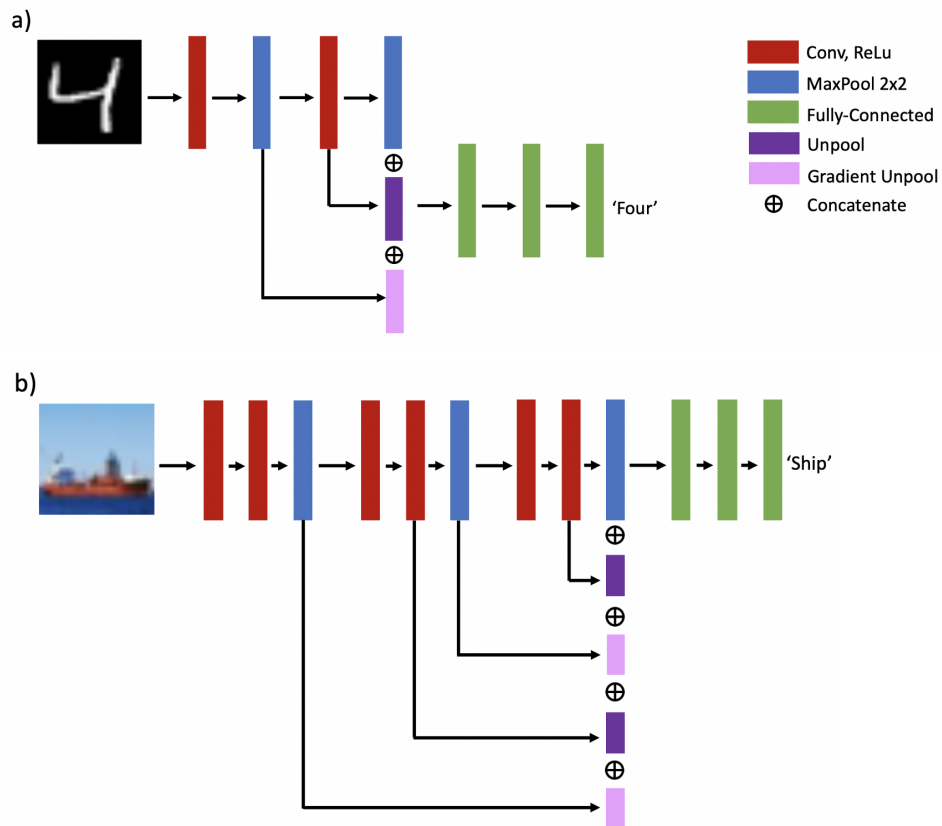 a)
Conv, ReLu
MaxPool 2x2
Fully-Connected
Unpool
Gradient Unpool
⊕ Concatenate
'Four'
b)
'Ship'